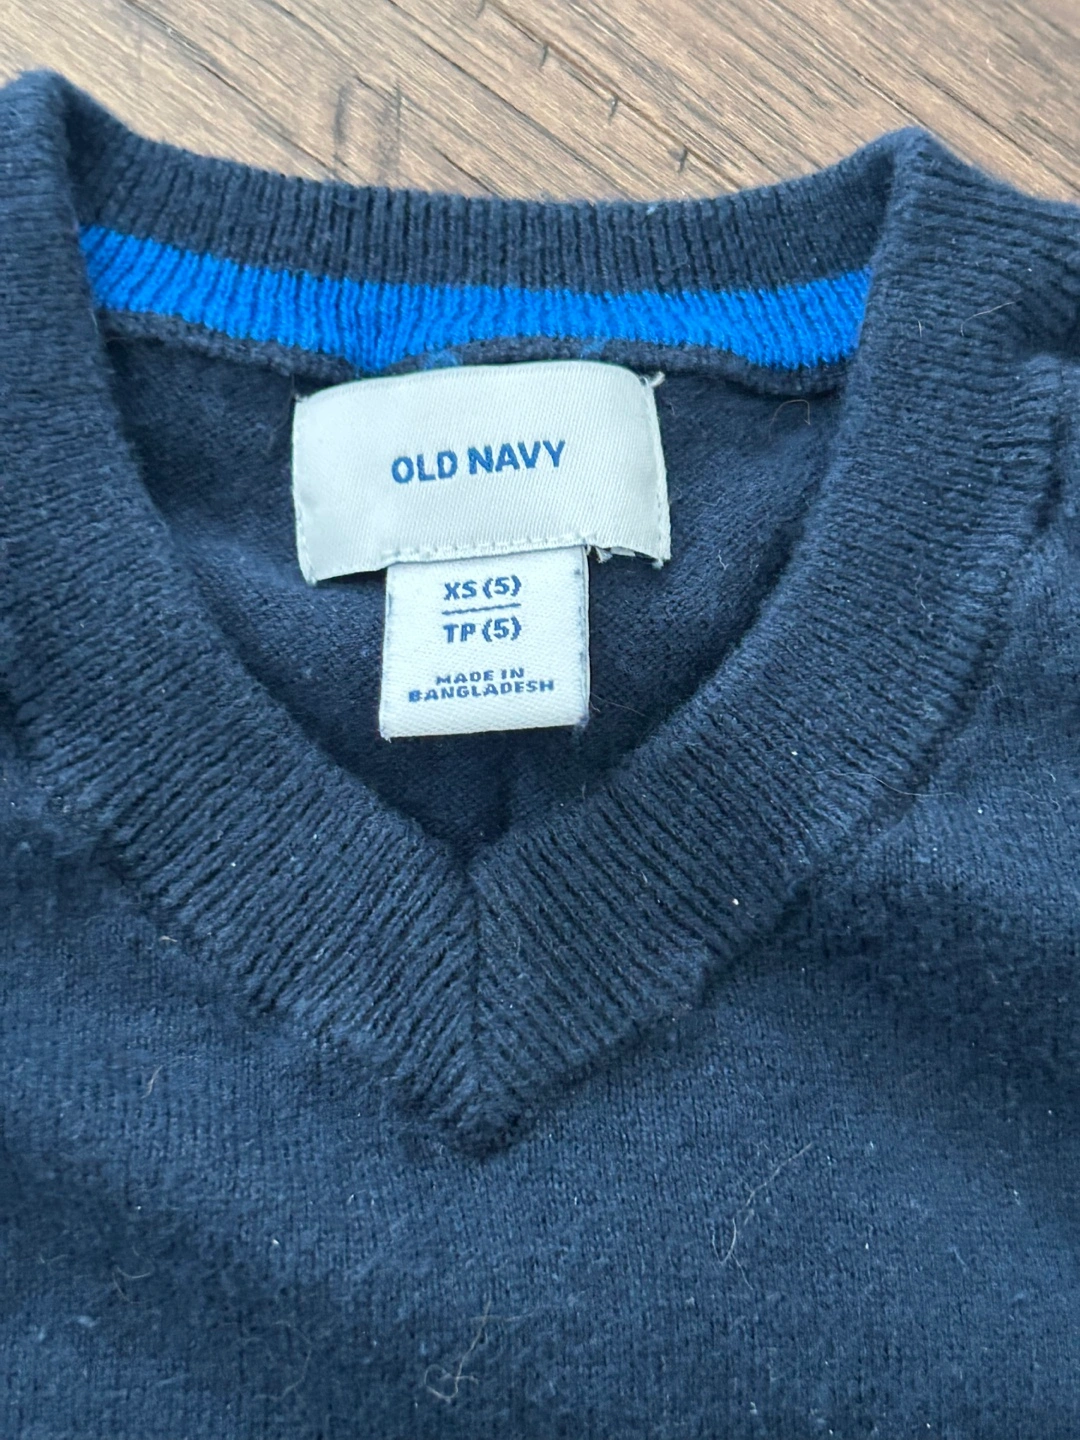 OLD NAVY
XS (5)
TP (5)
MADE IN
BANGLADESH